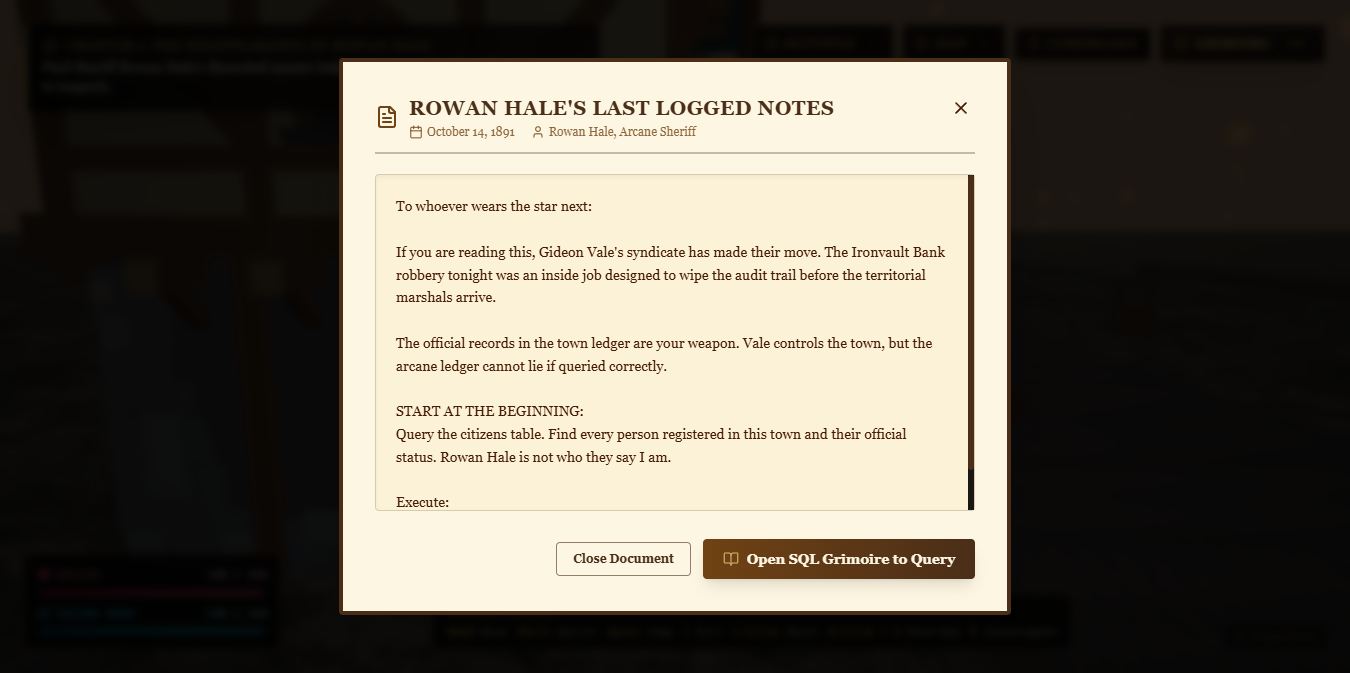 ROWAN HALE'S LAST LOGGED NOTES
October 14, 1891 Rowan Hale, Arcane Sheriff
To whoever wears the star next:
If you are reading this, Gideon Vale's syndicate has made their move. The Ironvault Bank
robbery tonight was an inside job designed to wipe the audit trail before the territorial
marshals arrive.
The official records in the town ledger are your weapon. Vale controls the town, but the
arcane ledger cannot lie if queried correctly.
START AT THE BEGINNING:
Query the citizens table. Find every person registered in this town and their official
status. Rowan Hale is not who they say I am.
Execute:
Close Document
Open SQL Grimoire to Query